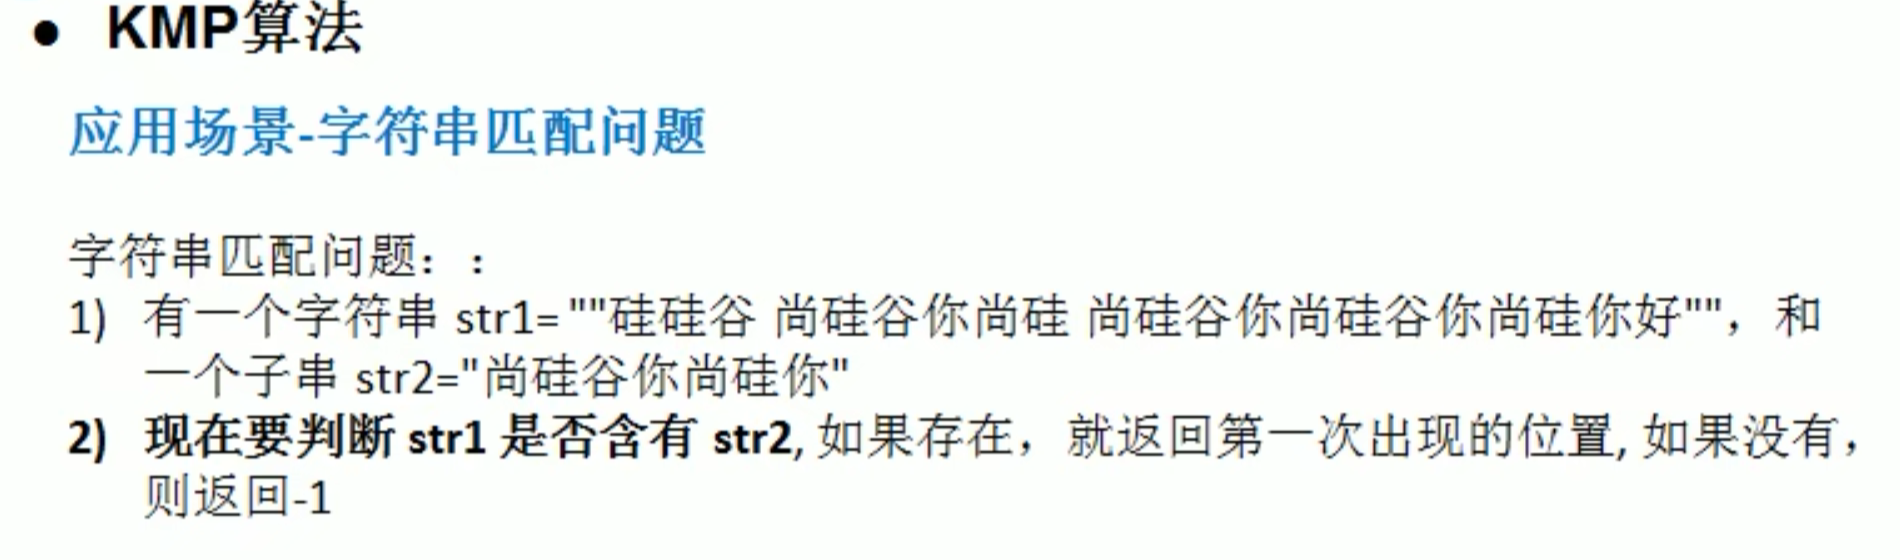 ● KMP算法
应用场景-字符串匹配问题
字符串匹配问题：：
1) 有一个字符串 str1= ""硅硅谷 尚硅谷你尚硅 尚硅谷你尚硅谷你尚硅你好""，和
一个子串 str2="尚硅谷你尚硅你"
2) 现在要判断 str1 是否含有 str2, 如果存在，就返回第一次出现的位置, 如果没有，
则返回-1